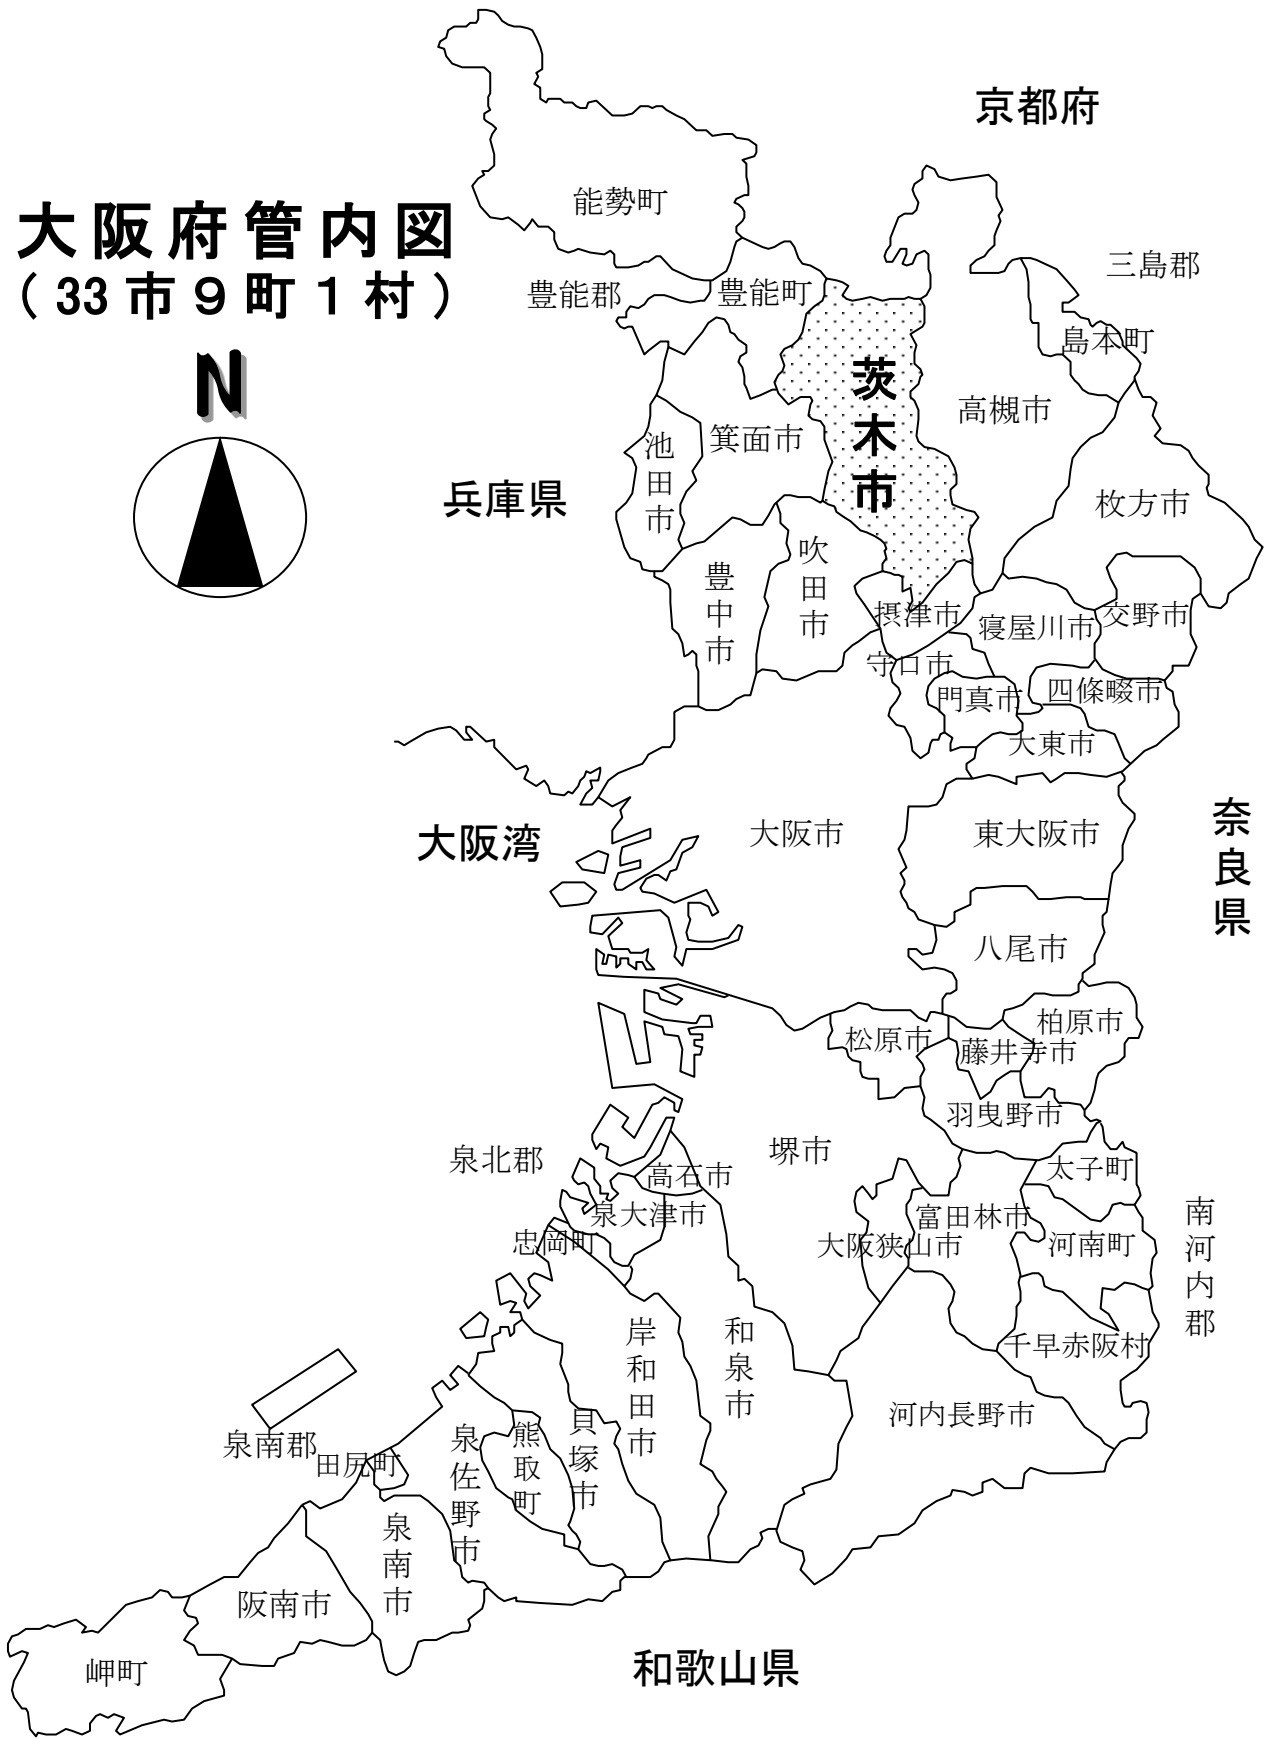 大阪府管内図
(33市9町1村)
N
京都府
三島郡
能勢町
豊能郡
豊能町
島本町
茨木市
高槻市
箕面市
池田市
兵庫県
枚方市
吹田市
豊中市
摂津市
寝屋川市
交野市
守口市
門真市
四條畷市
大東市
大阪湾
大阪市
東大阪市
奈良県
八尾市
松原市
藤井寺市
柏原市
羽曳野市
泉北郡
堺市
高石市
太子町
泉大津市
忠岡町
富田林市
大阪狭山市
河南町
南河内郡
岸和田市
和泉市
千早赤阪村
河内長野市
貝塚市
熊取町
泉佐野市
泉南郡
田尻町
泉南市
阪南市
岬町
和歌山県